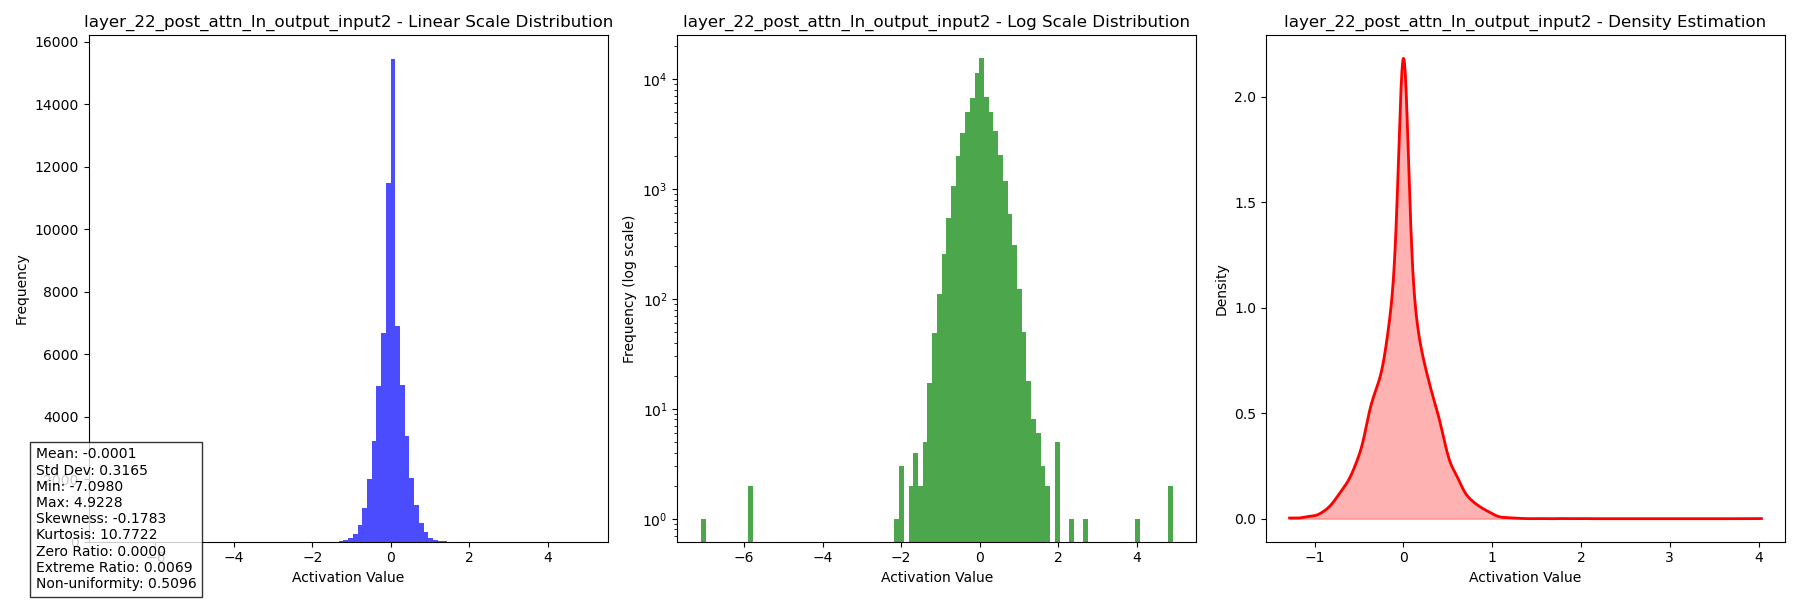 layer_22_post_attn_ln_output_input2 - Linear Scale Distribution
16000
14000
12000
10000
8000
6000
4000
2000
0
Frequency
−6
−4
−2
0
2
4
Activation Value
Mean: -0.0001
Std Dev: 0.3165
Min: -7.0980
Max: 4.9228
Skewness: -0.1783
Kurtosis: 10.7722
Zero Ratio: 0.0000
Extreme Ratio: 0.0069
Non-uniformity: 0.5096
layer_22_post_attn_ln_output_input2 - Log Scale Distribution
10⁴
10³
10²
10¹
10⁰
Frequency (log scale)
−6
−4
−2
0
2
4
Activation Value
layer_22_post_attn_ln_output_input2 - Density Estimation
2.0
1.5
1.0
0.5
0.0
Density
−1
0
1
2
3
4
Activation Value